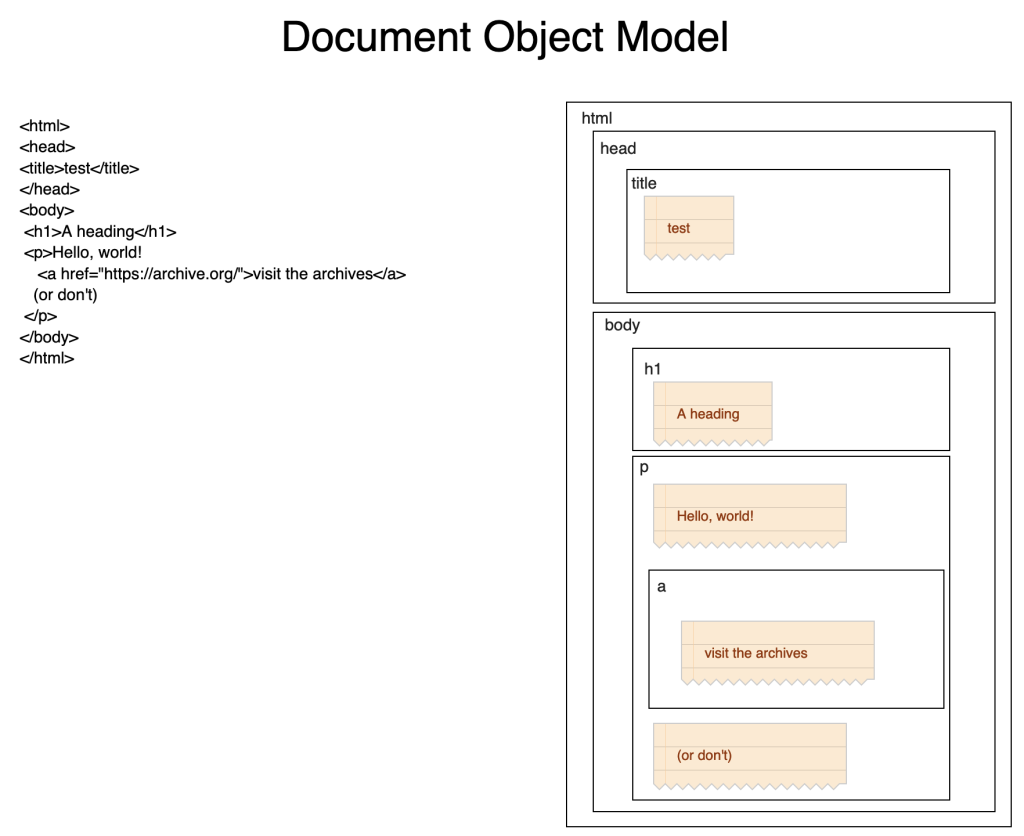 Document Object Model
<html>
<head>
<title>test</title>
</head>
<body>
<h1>A heading</h1>
<p>Hello, world!
<a href="https://archive.org/">visit the archives</a>
(or don't)
</p>
</body>
</html>
html
head
title
test
body
h1
A heading
p
Hello, world!
a
visit the archives
(or don't)